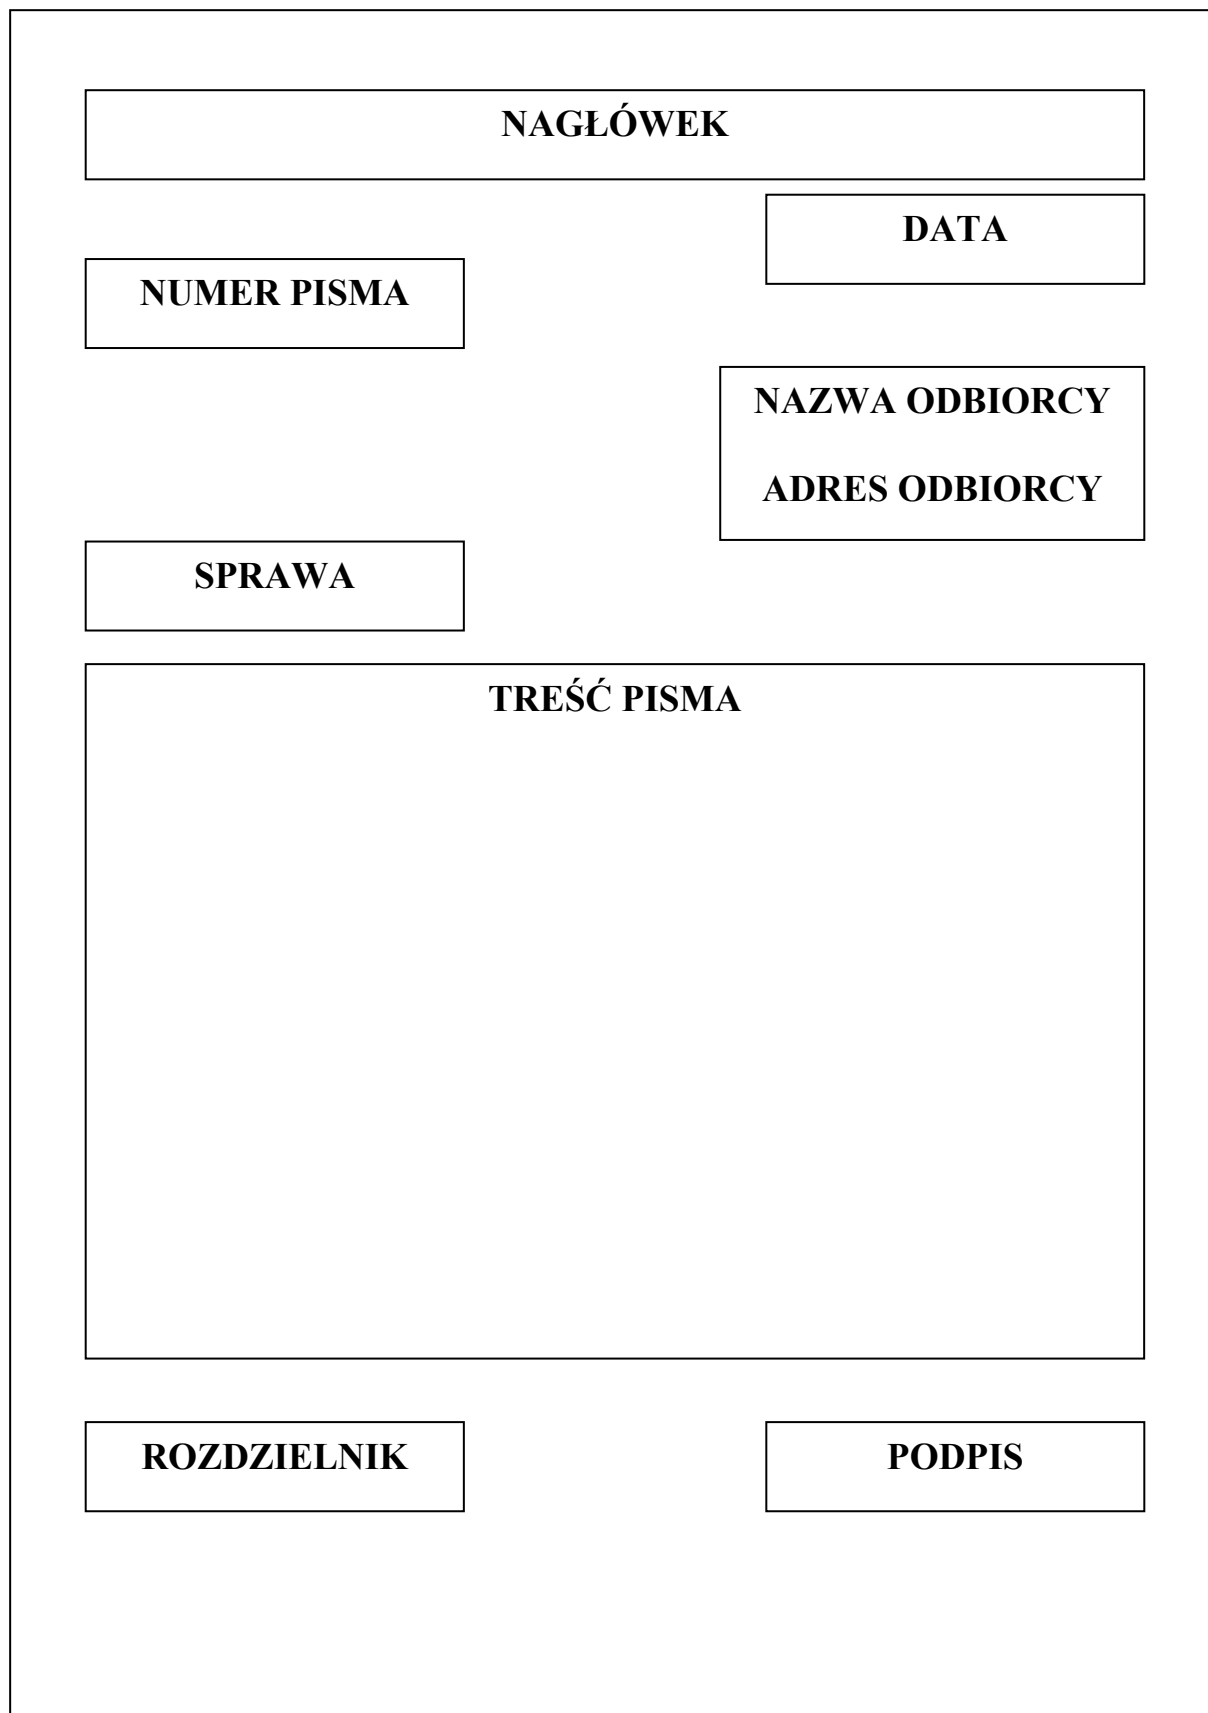 NAGŁÓWEK
DATA
NUMER PISMA
NAZWA ODBIORCY
ADRES ODBIORCY
SPRAWA
TREŚĆ PISMA
ROZDZIELNIK
PODPIS